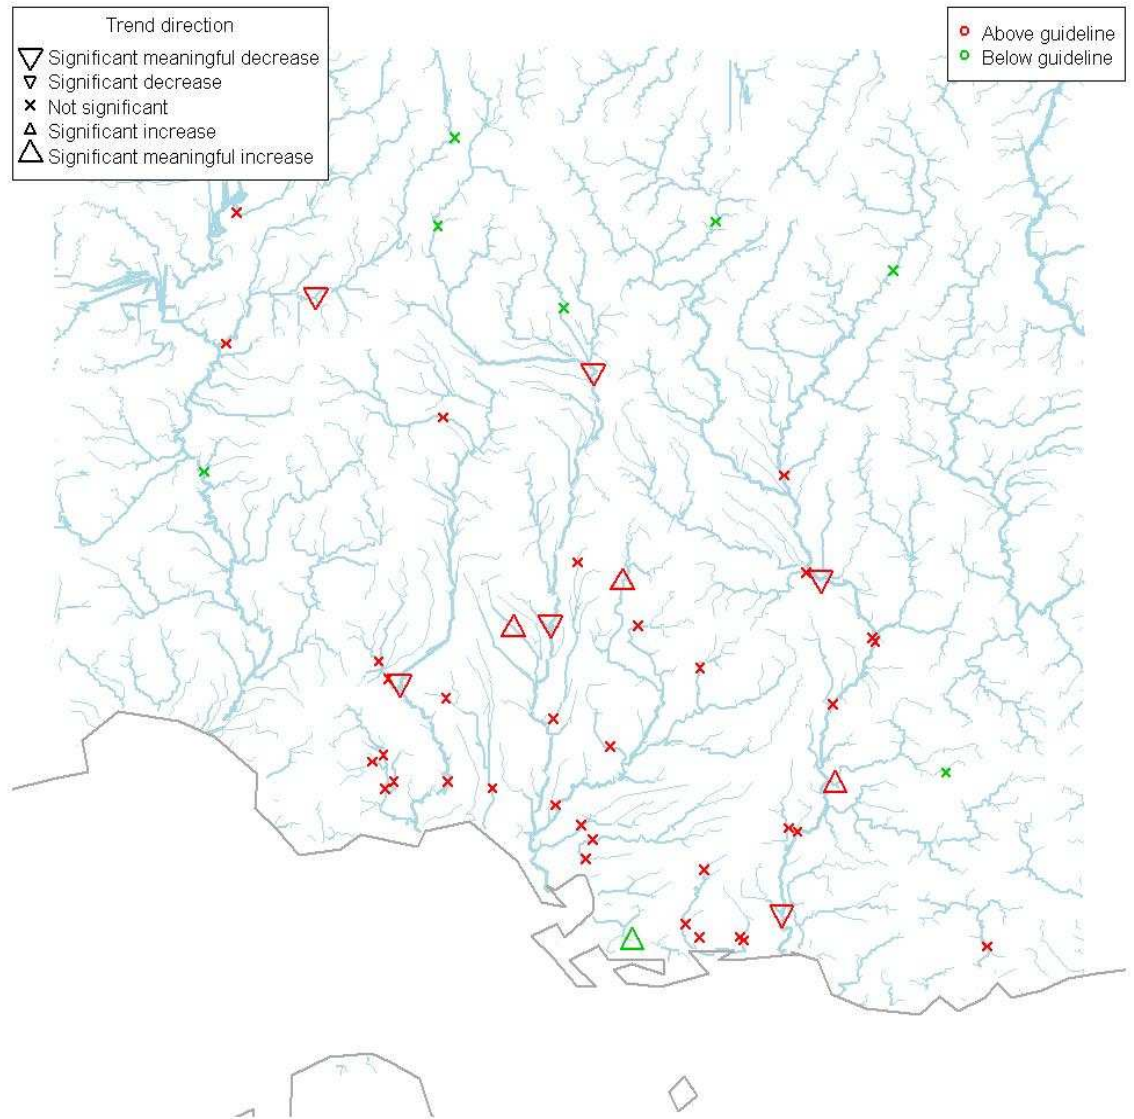 Trend direction
Significant meaningful decrease
Significant decrease
Not significant
Significant increase
Significant meaningful increase
Above guideline
Below guideline